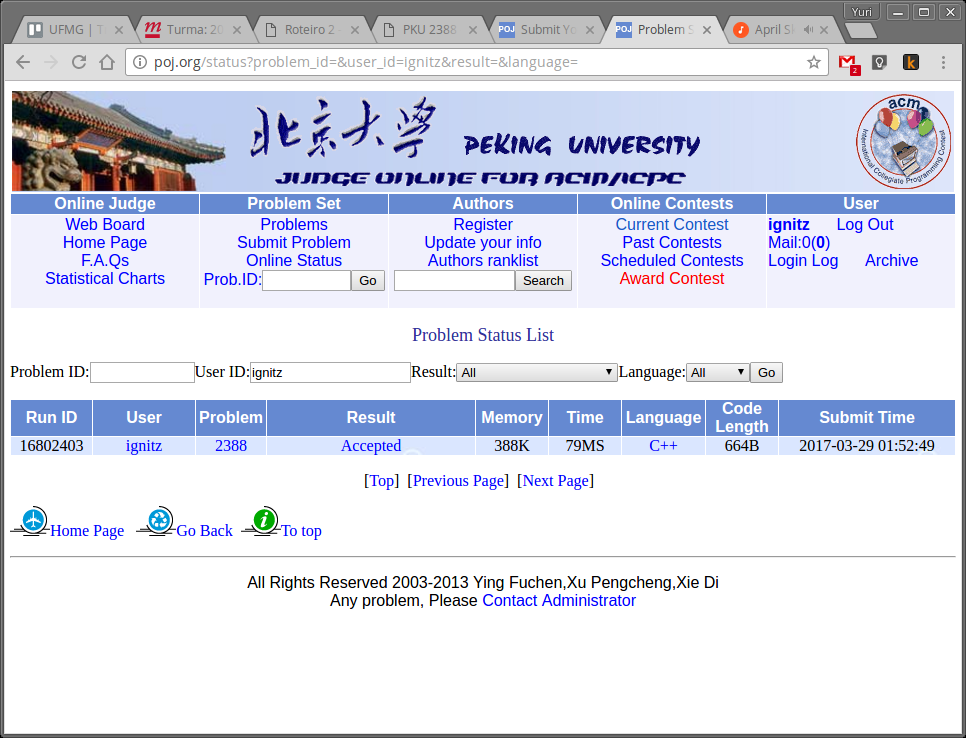 Yuri
UFMG | T
Turma: 20
Roteiro 2
PKU 2388
POJ Submit Yo
POJ Problem S
April Sh
poj.org/status?problem_id=&user_id=ignitz&result=&language=
2
k
北京大学 PEKING UNIVERSITY
JUDGE ONLINE FOR ACM/ICPC
acm
International Collegiate Programming Contest
Online Judge Problem Set Authors Online Contests User
Web Board Problems Register Current Contest ignitz Log Out
Home Page Submit Problem Update your info Past Contests Mail:0(0)
F.A.Qs Online Status Authors ranklist Scheduled Contests Login Log Archive
Statistical Charts Prob.ID: Go Search Award Contest
Problem Status List
Problem ID: User ID: ignitz Result: All Language: All Go
Run ID User Problem Result Memory Time Language Code Length Submit Time
16802403 ignitz 2388 Accepted 388K 79MS C++ 664B 2017-03-29 01:52:49
[Top] [Previous Page] [Next Page]
Home Page Go Back To top
All Rights Reserved 2003-2013 Ying Fuchen,Xu Pengcheng,Xie Di
Any problem, Please Contact Administrator